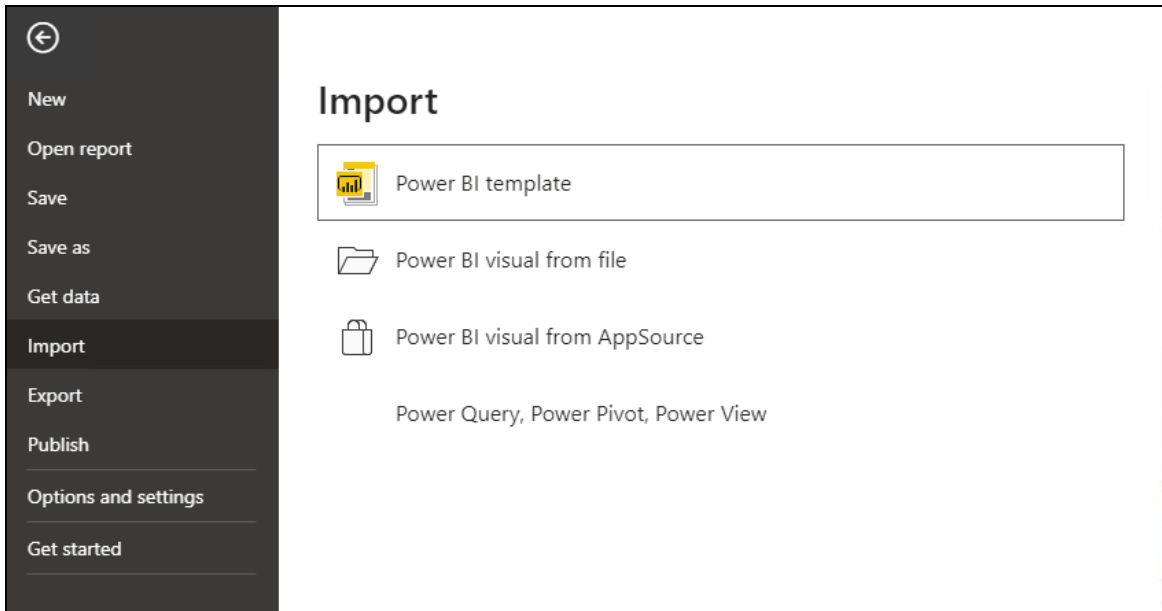 New
Open report
Save
Save as
Get data
Import
Export
Publish
Options and settings
Get started
Import
Power BI template
Power BI visual from file
Power BI visual from AppSource
Power Query, Power Pivot, Power View